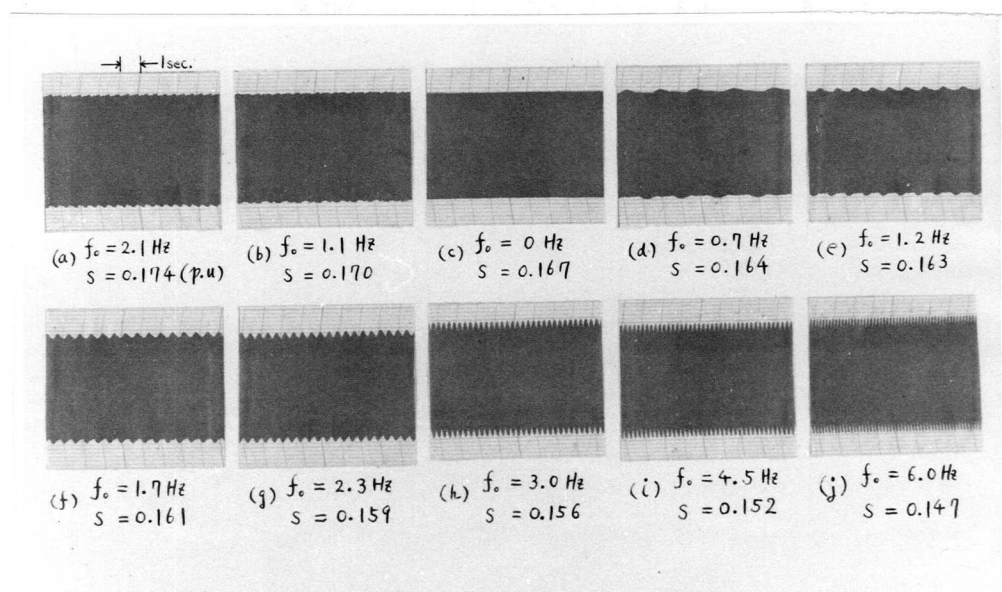 1sec.
(a) f₀ = 2.1 Hz
S = 0.174 (p.u)
(b) f₀ = 1.1 Hz
S = 0.170
(c) f₀ = 0 Hz
S = 0.167
(d) f₀ = 0.7 Hz
S = 0.164
(e) f₀ = 1.2 Hz
S = 0.163
(f) f₀ = 1.7 Hz
S = 0.161
(g) f₀ = 2.3 Hz
S = 0.159
(h) f₀ = 3.0 Hz
S = 0.156
(i) f₀ = 4.5 Hz
S = 0.152
(j) f₀ = 6.0 Hz
S = 0.147